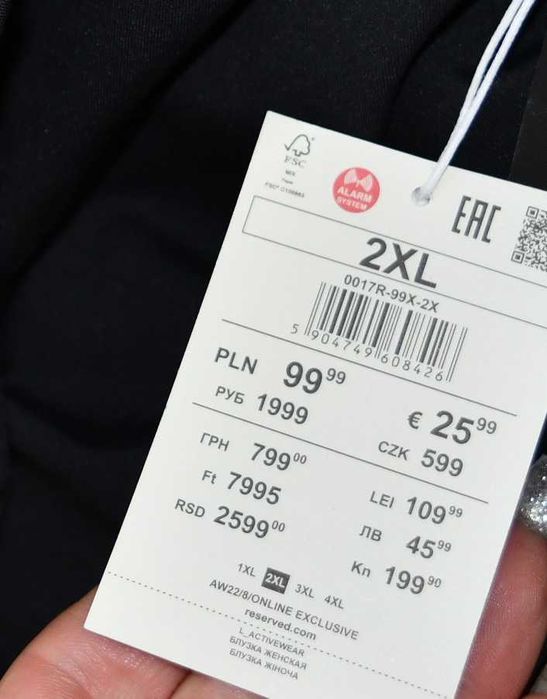 FSC
MIX
ALARM
SYSTEM
EAC
2XL
0017R-99X-2X
5 904749 608426
PLN 99 99
€ 25 99
РУБ 1999
CZK 599
ГРН 799 00
LEI 109 99
Ft 7995
ЛВ 45 99
RSD 2599 00
Kn 199 90
1XL 2XL 3XL 4XL
AW22/8/ONLINE EXCLUSIVE
reserved.com
L_ACTIVEWEAR
БЛУЗКА ЖЕНСКАЯ
БЛУЗКА ЖІНОЧА